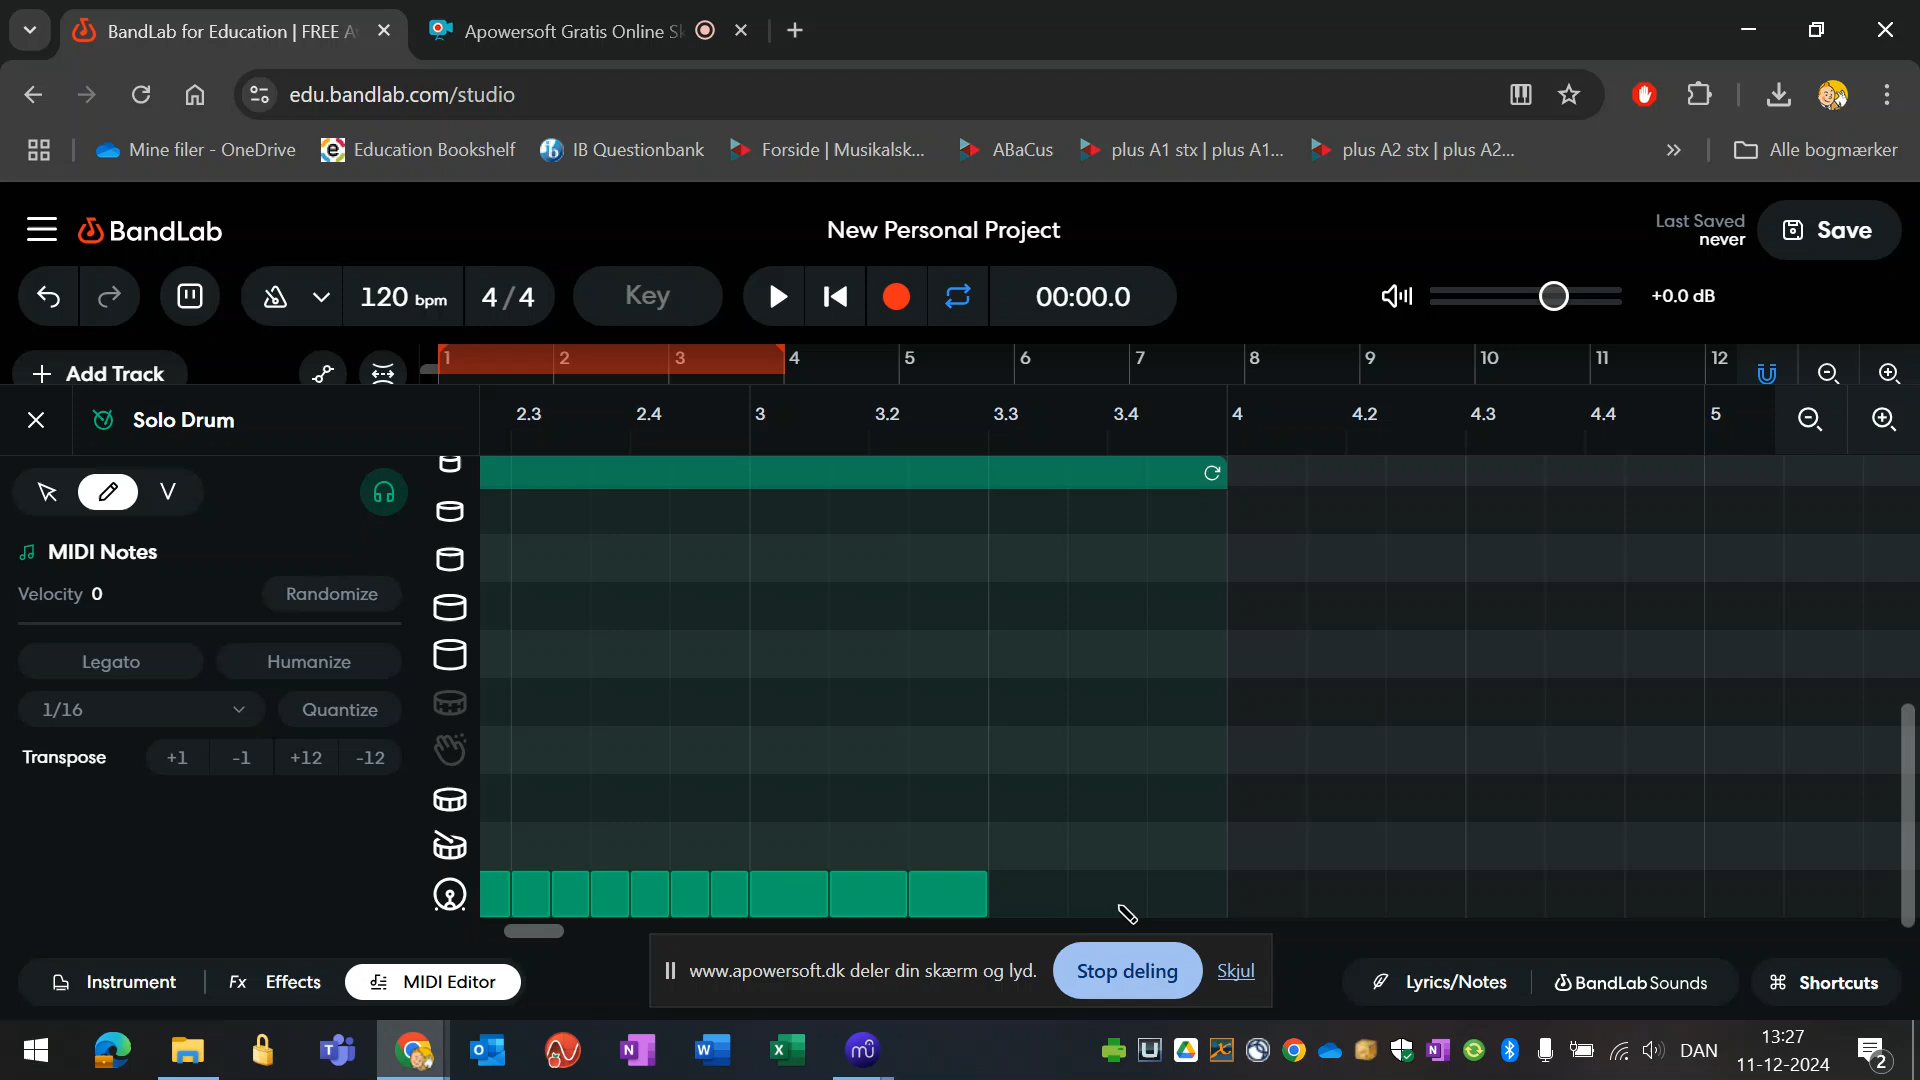 BandLab for Education | FREE A
Apowersoft Gratis Online S
edu.bandlab.com/studio
Mine filer - OneDrive
Education Bookshelf
IB Questionbank
Forside | Musikalsk...
ABaCus
plus A1 stx | plus A1...
plus A2 stx | plus A2...
Alle bogmærker
BandLab
New Personal Project
Last Saved
never
Save
120 bpm
4 / 4
Key
00:00.0
+0.0 dB
Add Track
1 2 3 4 5 6 7 8 9 10 11 12
Solo Drum
2.3 2.4 3 3.2 3.3 3.4 4 4.2 4.3 4.4 5
MIDI Notes
Velocity 0
Randomize
Legato
Humanize
1/16
Quantize
Transpose
+1 -1 +12 -12
Instrument
Fx Effects
MIDI Editor
www.apowersoft.dk deler din skærm og lyd.
Stop deling
Skjul
Lyrics/Notes
BandLab Sounds
Shortcuts
DAN
13:27
11-12-2024
2